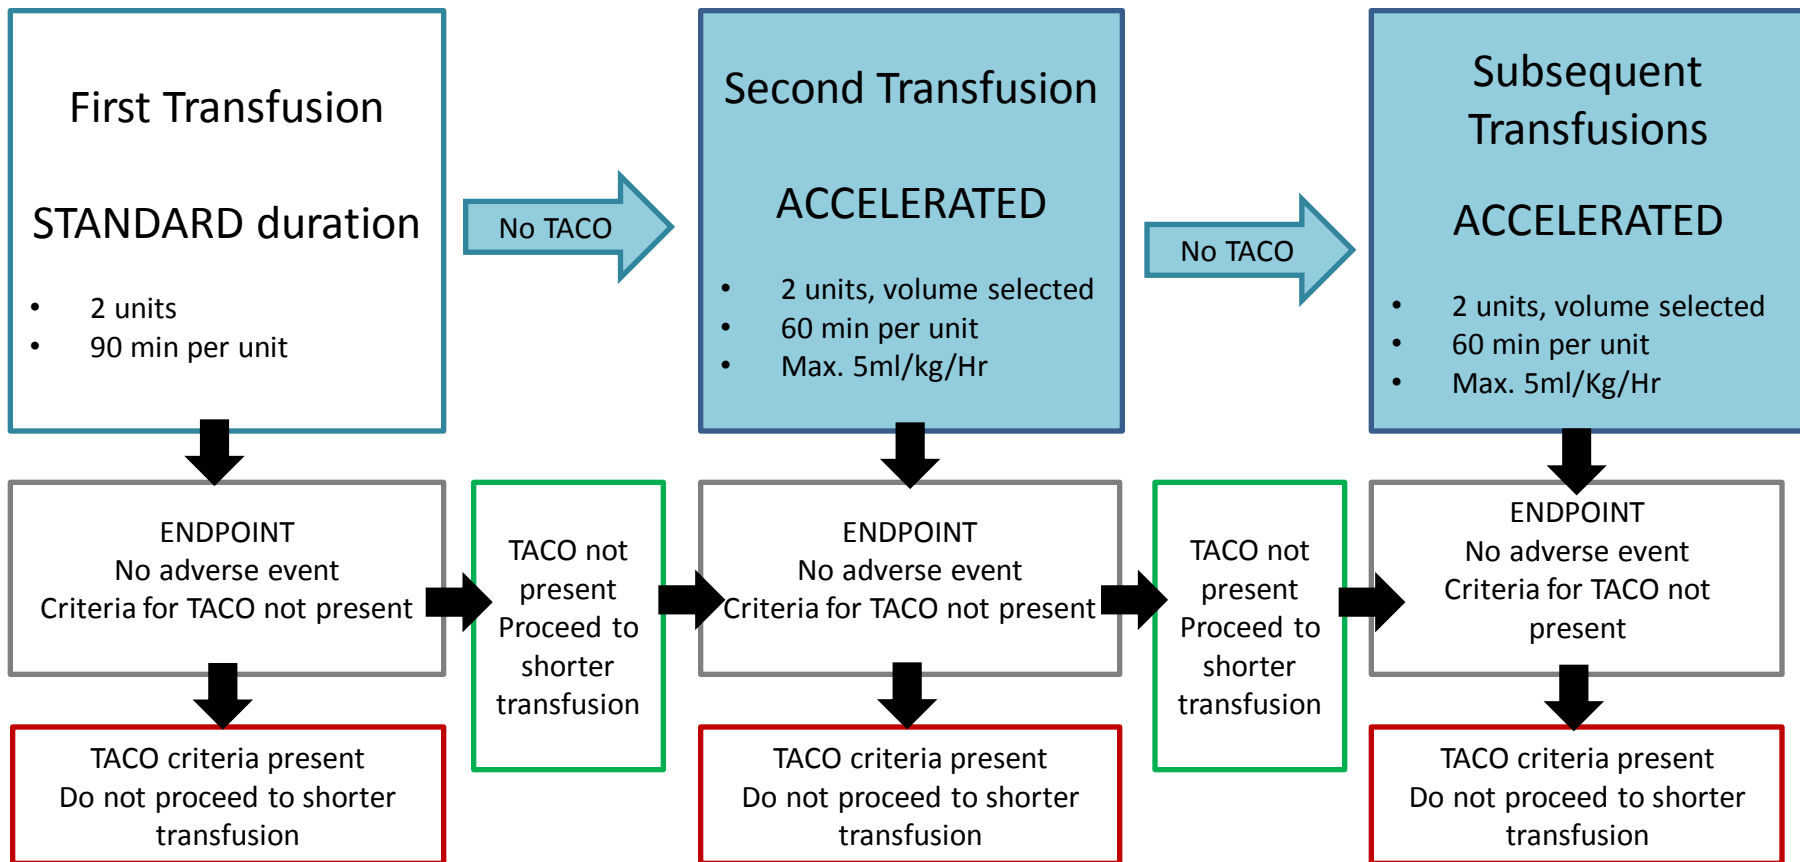 First Transfusion
STANDARD duration
• 2 units
• 90 min per unit
No TACO
Second Transfusion
ACCELERATED
• 2 units, volume selected
• 60 min per unit
• Max. 5ml/kg/Hr
No TACO
Subsequent
Transfusions
ACCELERATED
• 2 units, volume selected
• 60 min per unit
• Max. 5ml/Kg/Hr
ENDPOINT
No adverse event
Criteria for TACO not present
TACO not
present
Proceed to
shorter
transfusion
ENDPOINT
No adverse event
Criteria for TACO not present
TACO not
present
Proceed to
shorter
transfusion
ENDPOINT
No adverse event
Criteria for TACO not
present
TACO criteria present
Do not proceed to shorter
transfusion
TACO criteria present
Do not proceed to shorter
transfusion
TACO criteria present
Do not proceed to shorter
transfusion